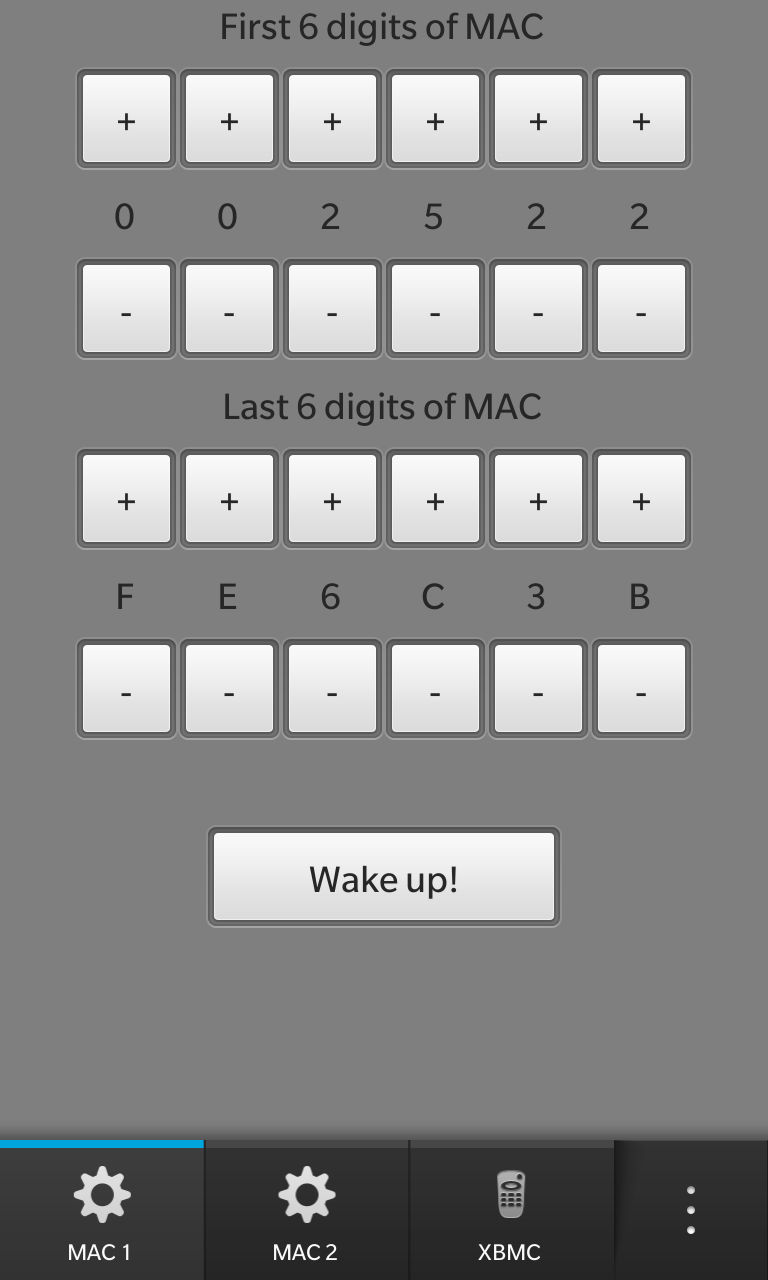 First 6 digits of MAC
+ + + + + +
0 0 2 5 2 2
- - - - - -
Last 6 digits of MAC
+ + + + + +
F E 6 C 3 B
- - - - - -
Wake up!
MAC 1 MAC 2 XBMC